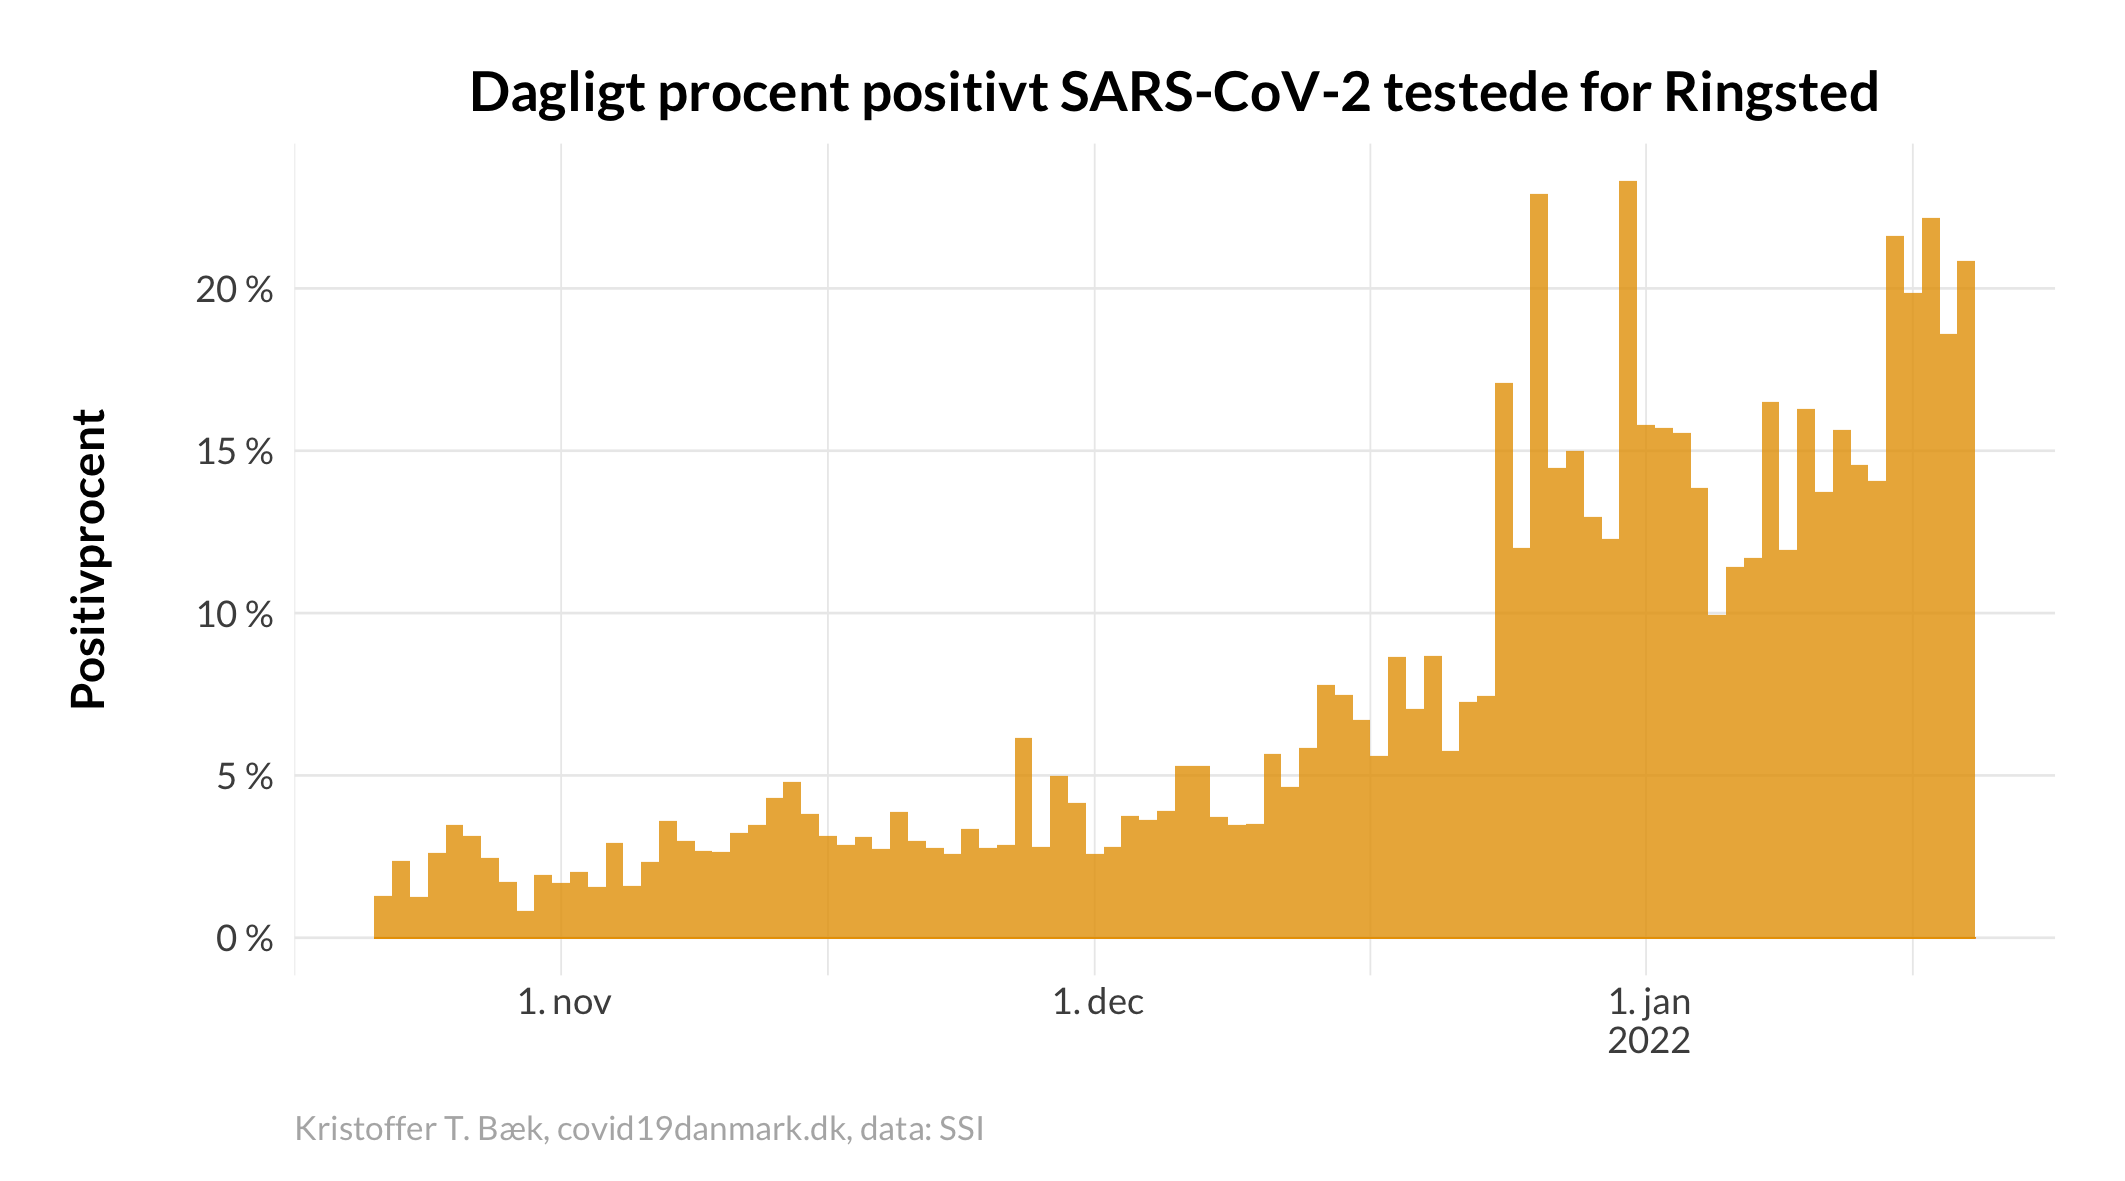 Dagligt procent positivt SARS-CoV-2 testede for Ringsted
Positivprocent
20 %
15 %
10 %
5 %
0 %
1. nov
1. dec
1. jan
2022
Kristoffer T. Bæk, covid19danmark.dk, data: SSI